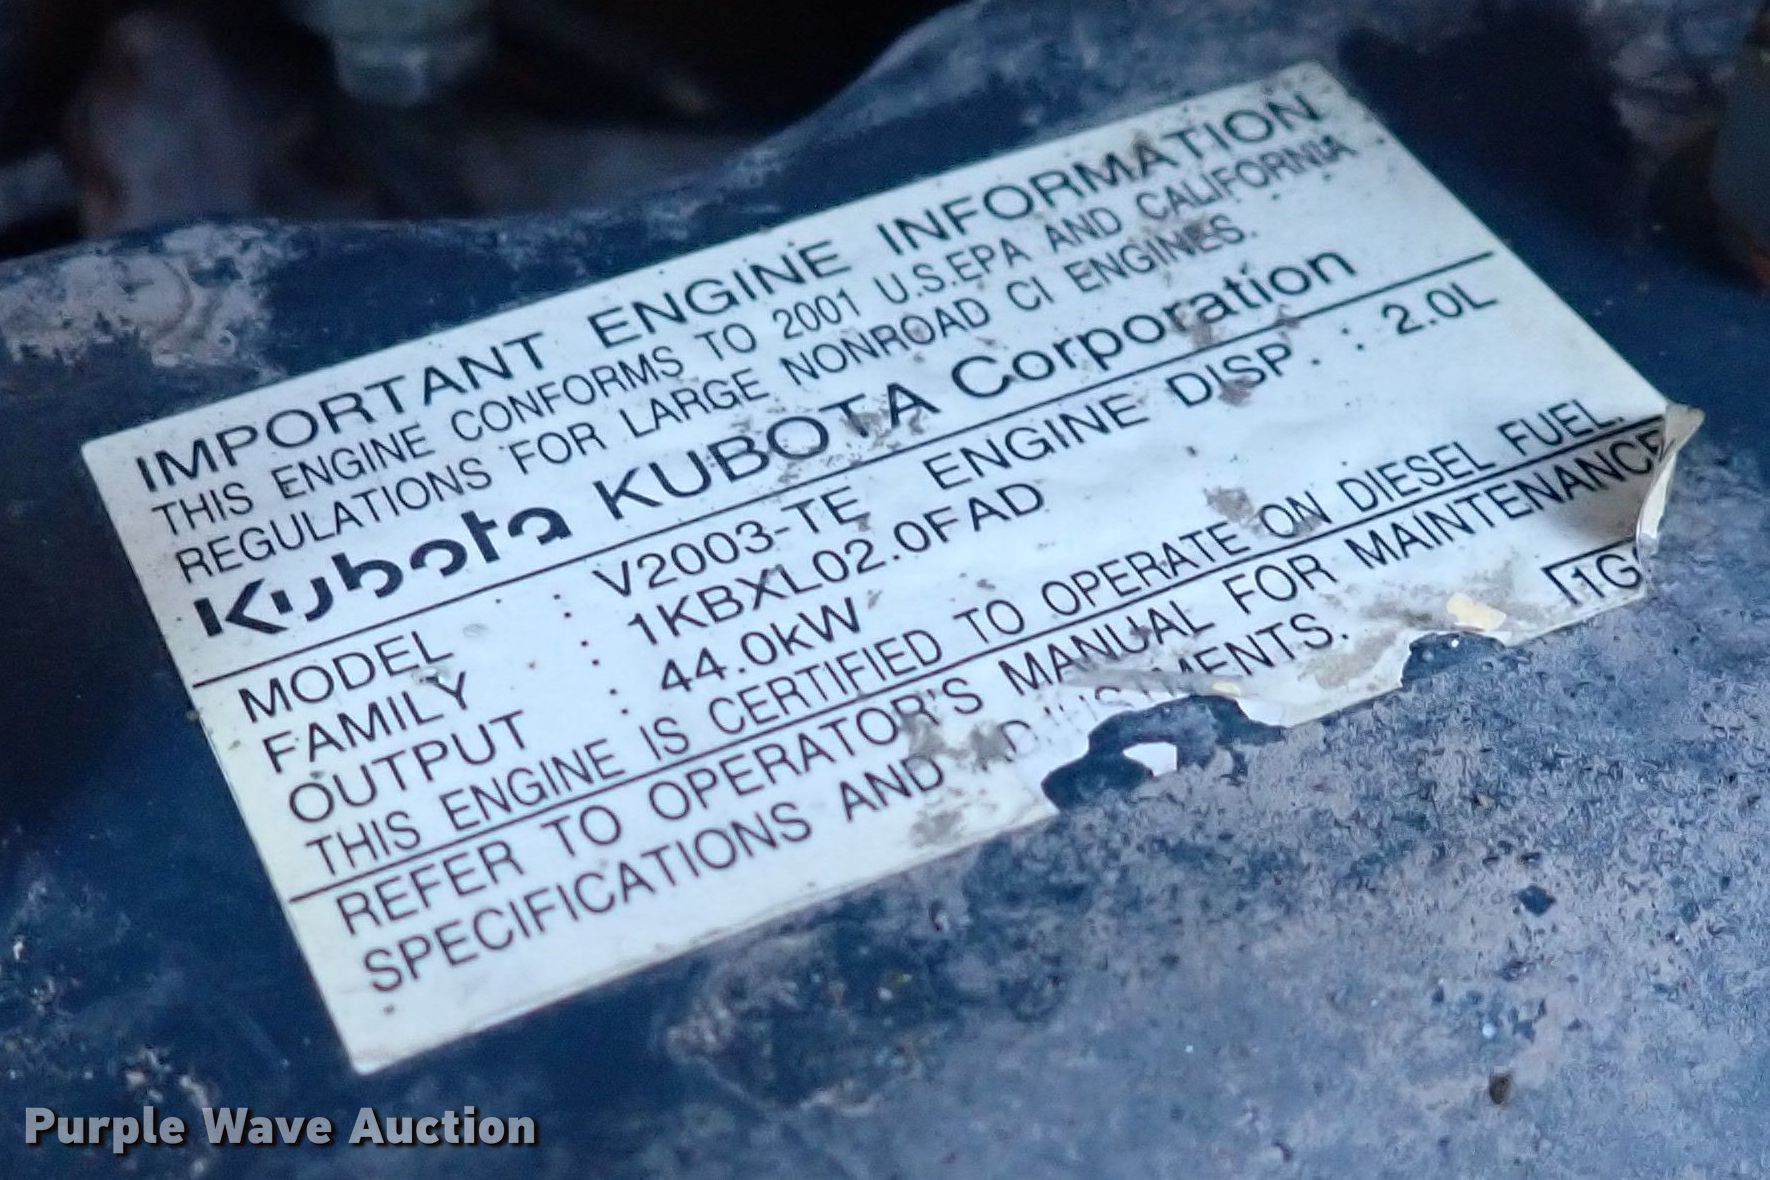 IMPORTANT ENGINE INFORMATION
THIS ENGINE CONFORMS TO 2001 U.S.EPA AND CALIFORNIA
REGULATIONS FOR LARGE NONROAD CI ENGINES.
Kubota KUBOTA Corporation
MODEL : V2003-TE ENGINE DISP. : 2.0L
FAMILY : 1KBXL02.0FAD
OUTPUT : 44.0kW
THIS ENGINE IS CERTIFIED TO OPERATE ON DIESEL FUEL.
REFER TO OPERATOR'S MANUAL FOR MAINTENANCE
SPECIFICATIONS AND
1G
Purple Wave Auction